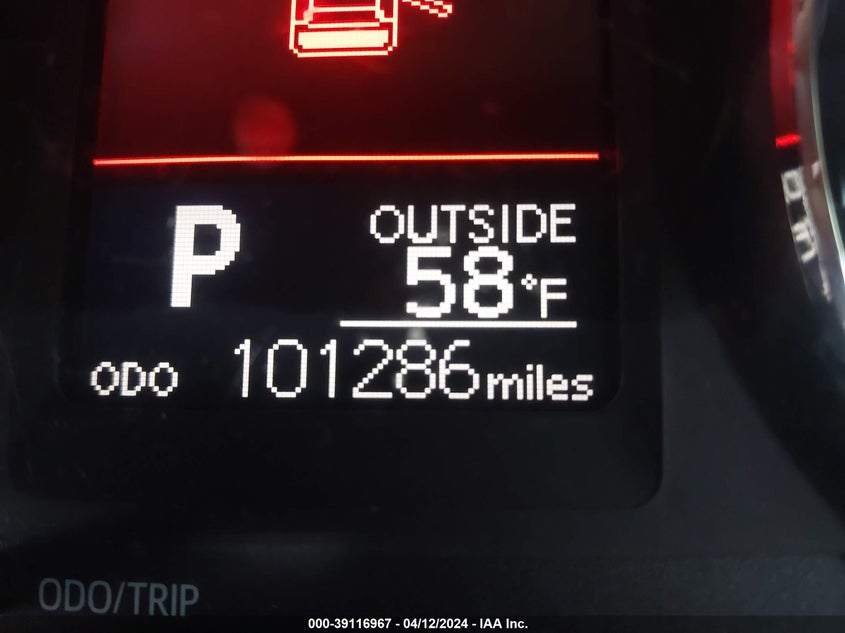 P
OUTSIDE
58°F
ODO 101286 miles
ODO/TRIP
000-39116967 - 04/12/2024 - IAA Inc.